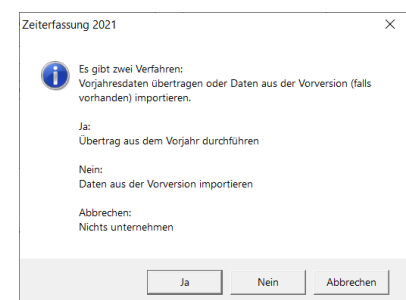 Zeiterfassung 2021
Es gibt zwei Verfahren:
Vorjahresdaten übertragen oder Daten aus der Vorversion (falls
vorhanden) importieren.
Ja:
Übertrag aus dem Vorjahr durchführen
Nein:
Daten aus der Vorversion importieren
Abbrechen:
Nichts unternehmen
Ja
Nein
Abbrechen